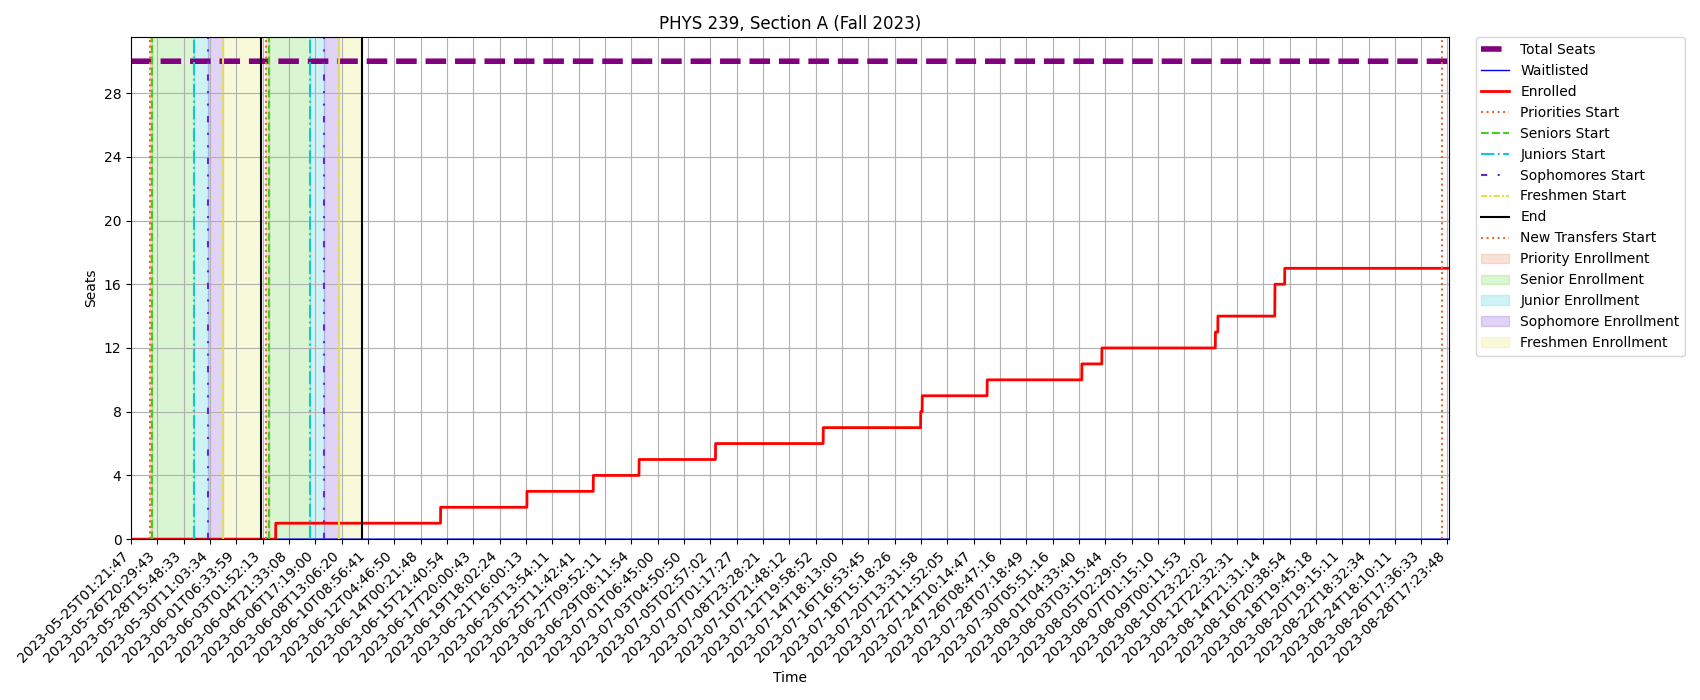 PHYS 239, Section A (Fall 2023)
Seats
28
24
20
16
12
8
4
0
2023-05-25T01:21:47
2023-05-26T20:29:43
2023-05-28T15:48:33
2023-05-30T11:03:34
2023-06-01T06:33:59
2023-06-03T01:52:13
2023-06-04T21:33:08
2023-06-06T17:19:00
2023-06-08T13:06:20
2023-06-10T08:56:41
2023-06-12T04:46:50
2023-06-14T00:21:48
2023-06-15T21:40:54
2023-06-17T20:00:43
2023-06-19T18:02:24
2023-06-21T16:00:13
2023-06-23T13:54:11
2023-06-25T11:42:41
2023-06-27T09:52:11
2023-06-29T08:11:54
2023-07-01T06:45:00
2023-07-03T04:50:50
2023-07-05T02:57:02
2023-07-07T01:17:27
2023-07-08T23:28:21
2023-07-10T21:48:12
2023-07-12T19:58:52
2023-07-14T18:13:00
2023-07-16T16:53:45
2023-07-18T15:18:26
2023-07-20T13:31:58
2023-07-22T11:52:05
2023-07-24T10:14:47
2023-07-26T08:47:16
2023-07-28T07:18:49
2023-07-30T05:51:16
2023-08-01T04:33:40
2023-08-03T03:15:44
2023-08-05T02:29:05
2023-08-07T01:15:10
2023-08-09T00:11:53
2023-08-10T23:22:02
2023-08-12T22:32:31
2023-08-14T21:31:14
2023-08-16T20:38:54
2023-08-18T19:45:18
2023-08-20T19:15:11
2023-08-22T18:32:34
2023-08-24T18:10:11
2023-08-26T17:36:33
2023-08-28T17:23:48
Time
Total Seats
Waitlisted
Enrolled
Priorities Start
Seniors Start
Juniors Start
Sophomores Start
Freshmen Start
End
New Transfers Start
Priority Enrollment
Senior Enrollment
Junior Enrollment
Sophomore Enrollment
Freshmen Enrollment